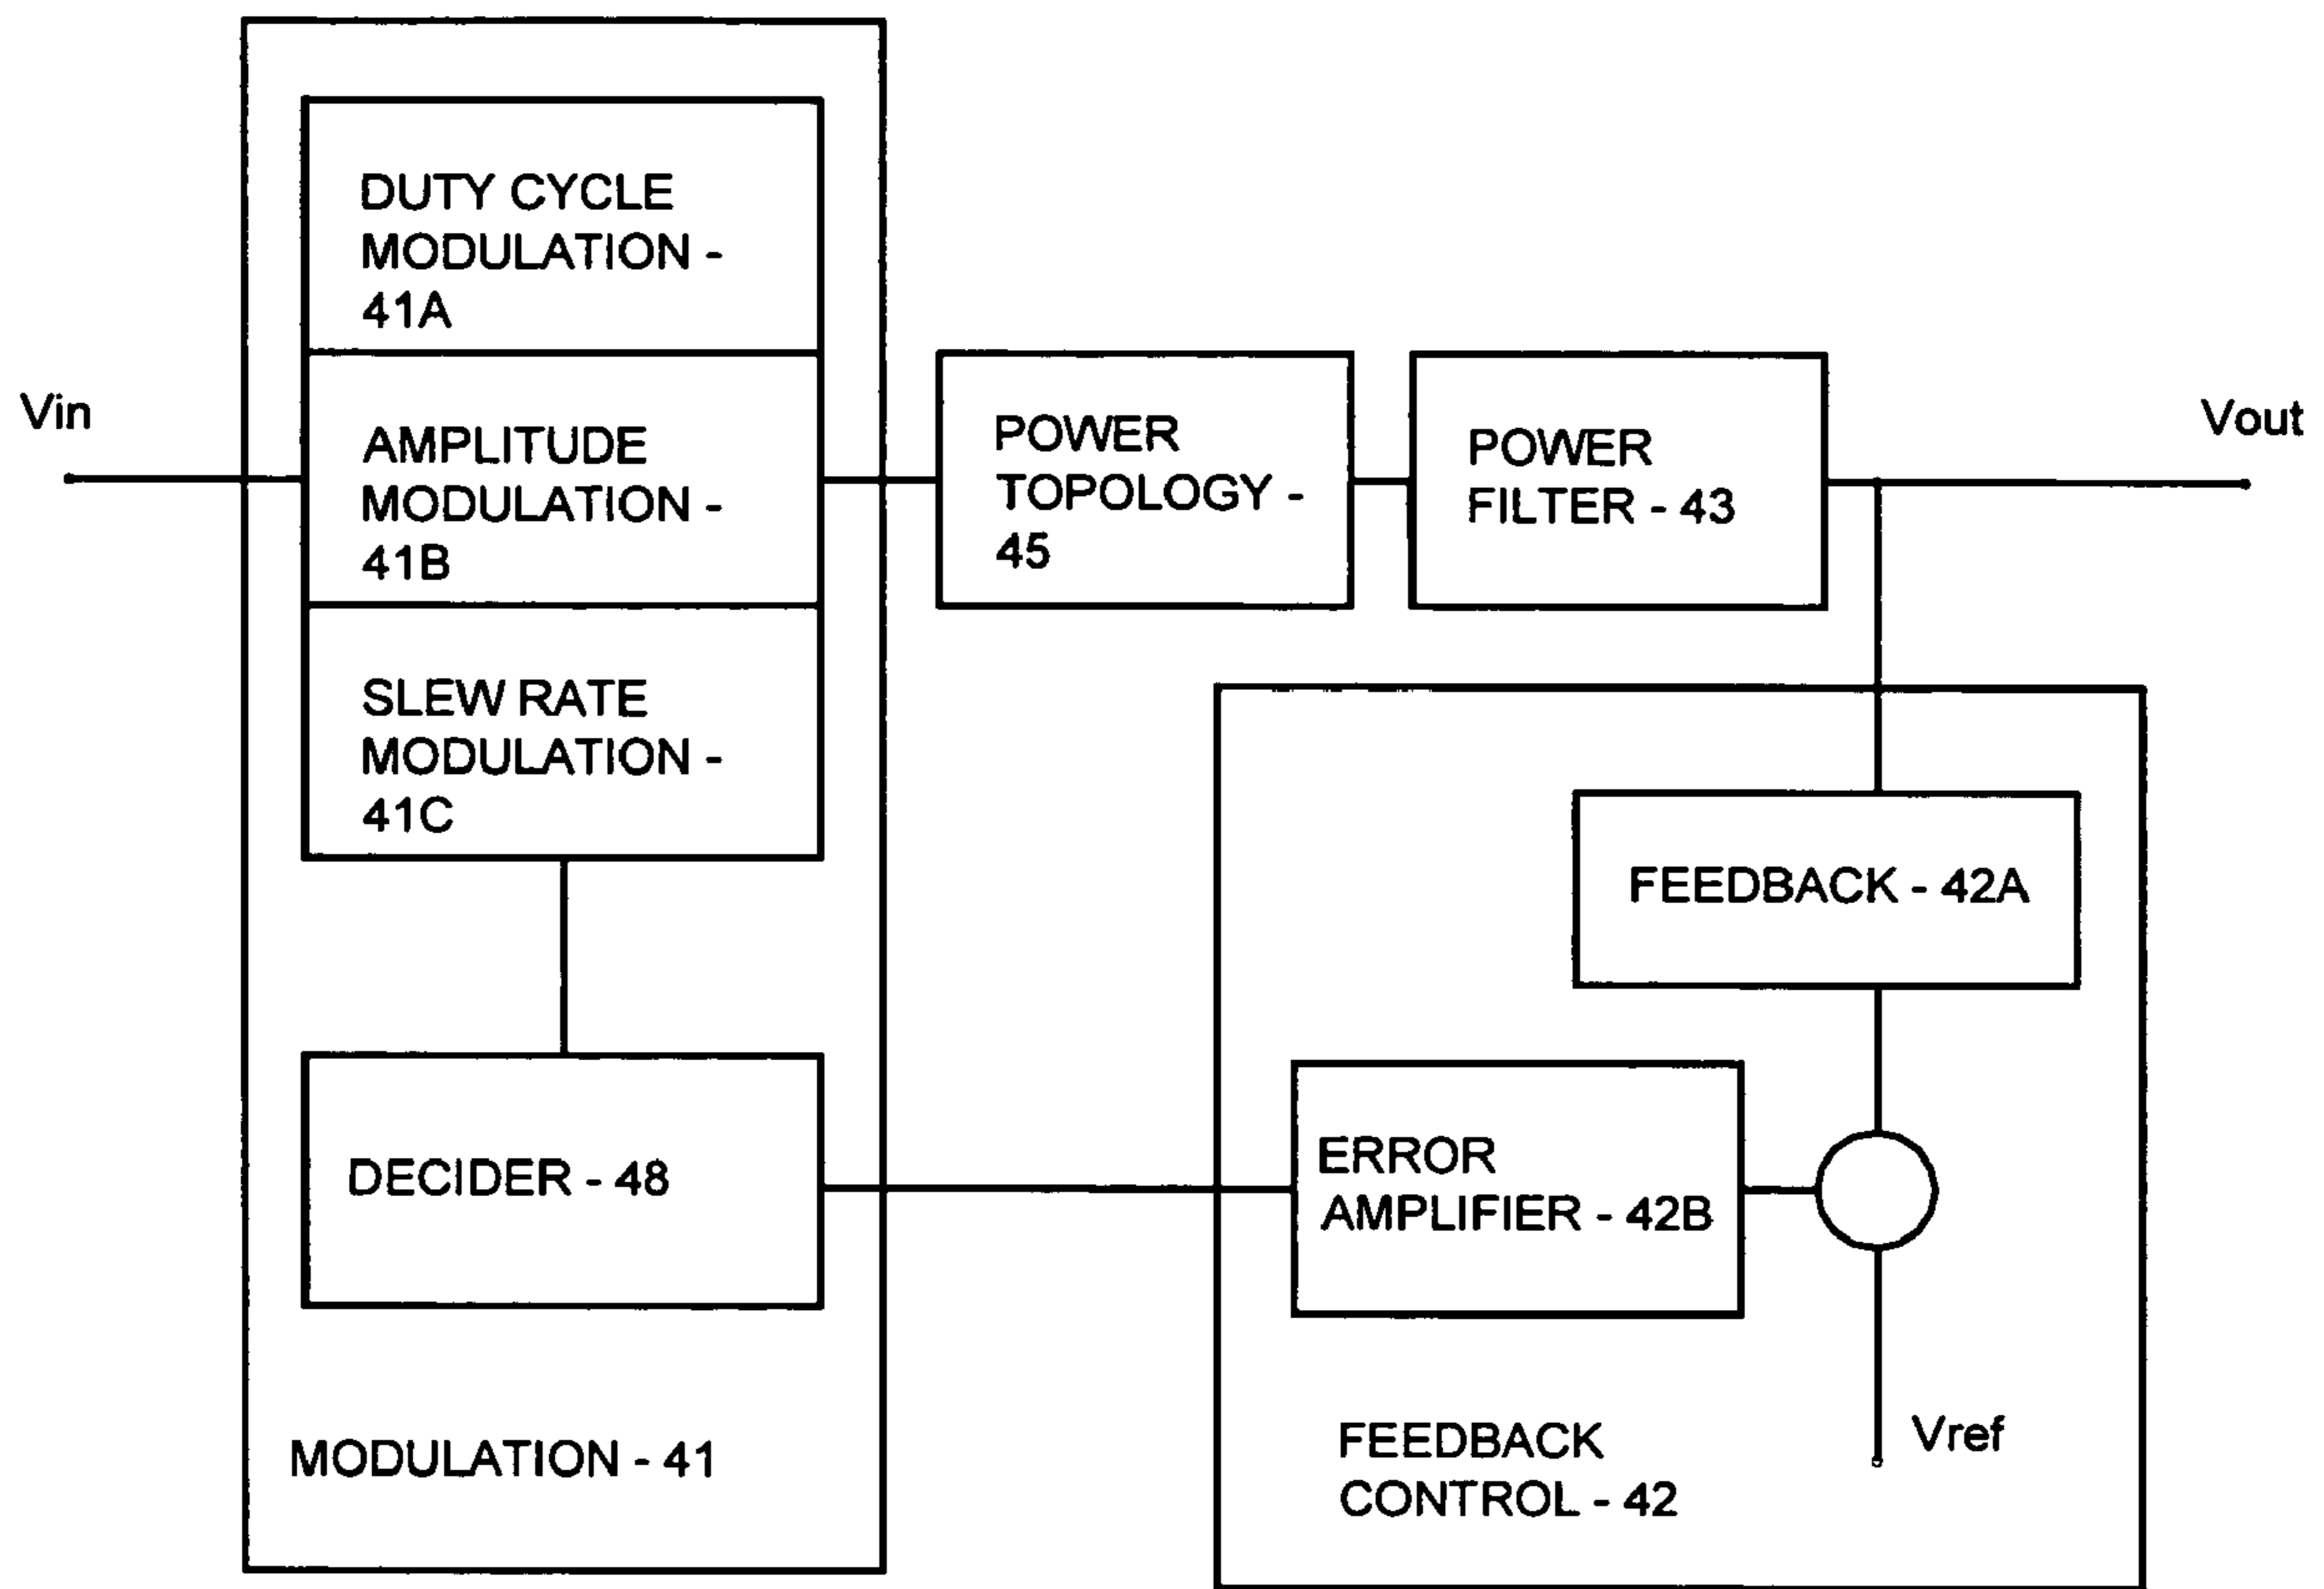 DUTY CYCLE
MODULATION -
41A
Vin
AMPLITUDE
MODULATION -
41B
POWER
TOPOLOGY -
45
POWER
FILTER - 43
Vout
SLEW RATE
MODULATION -
41C
FEEDBACK - 42A
DECIDER - 48
ERROR
AMPLIFIER - 42B
MODULATION - 41
FEEDBACK
CONTROL - 42
Vref